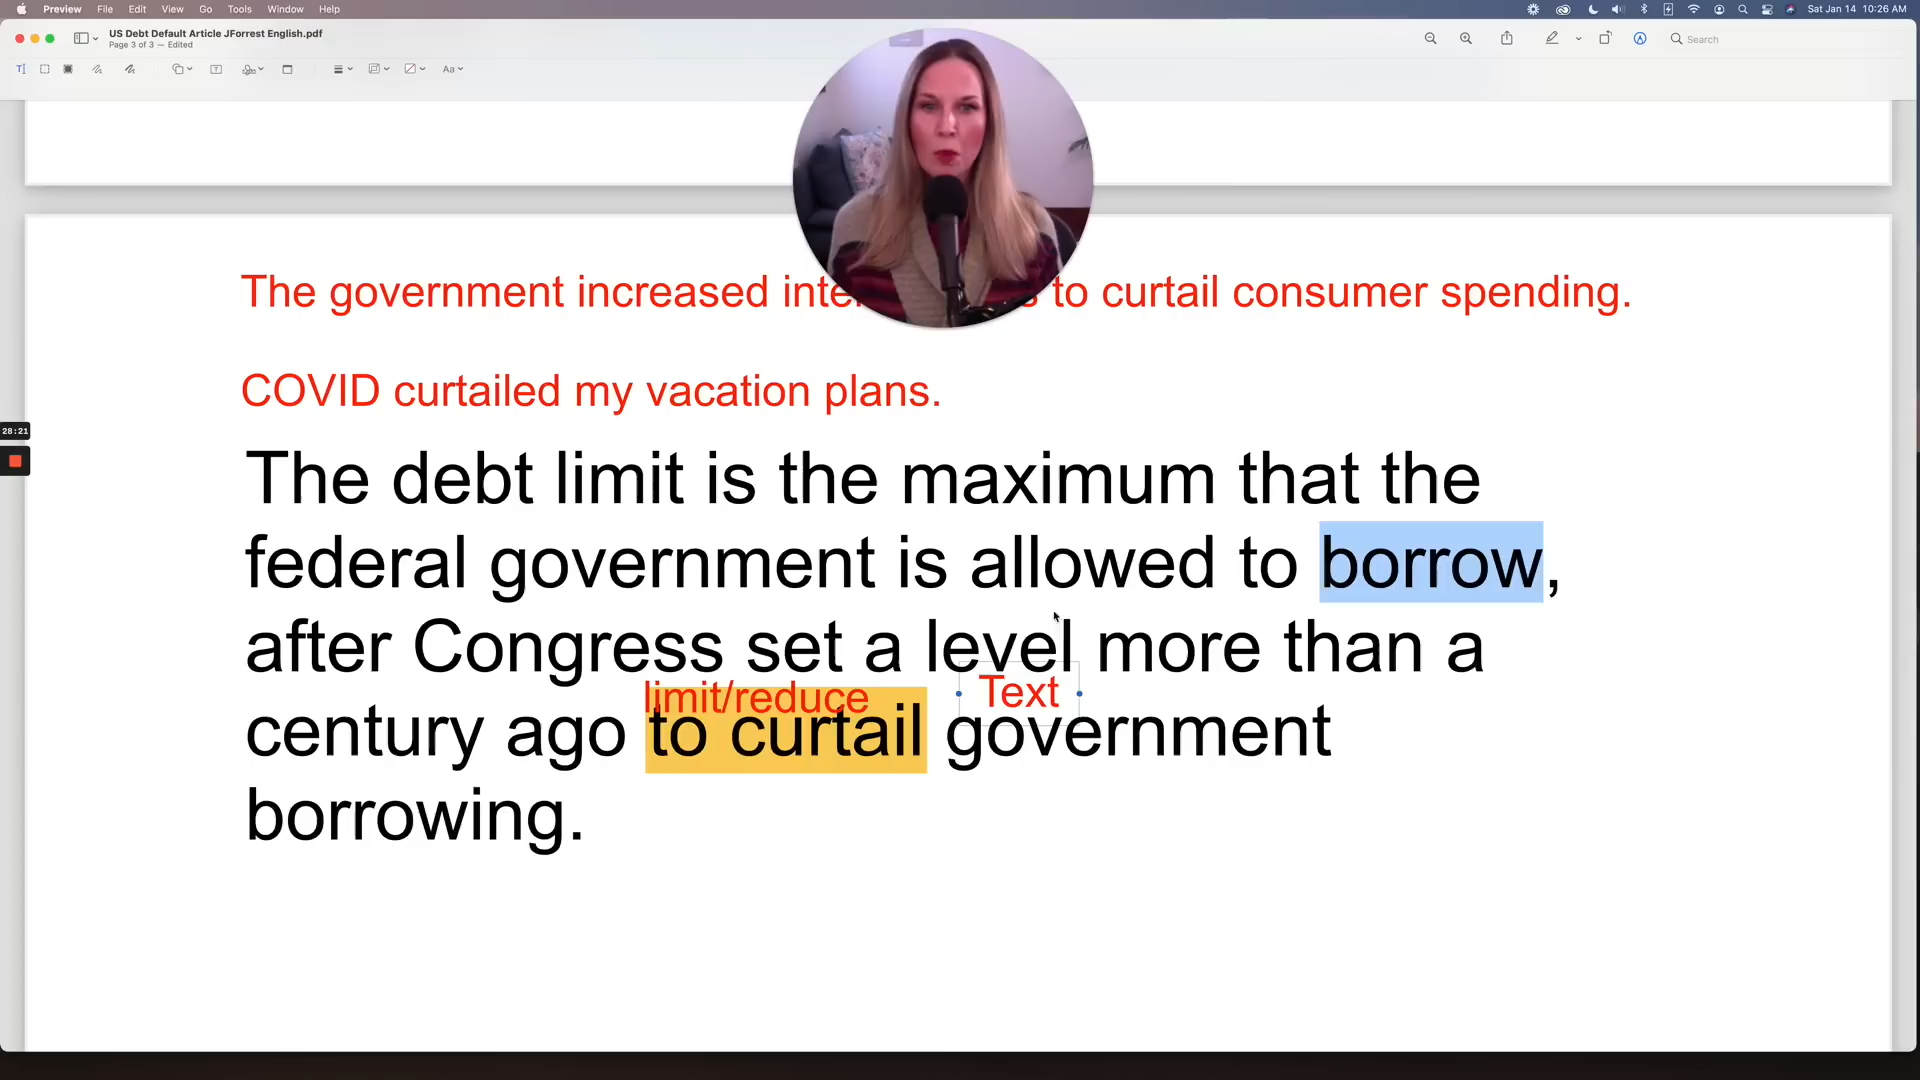 Preview File Edit View Go Tools Window Help Sat Jan 14 10:26 AM
US Debt Default Article JForrest English.pdf
Page 3 of 3 — Edited
Search
Aa
The government increased inte to curtail consumer spending.
COVID curtailed my vacation plans.
28:21
The debt limit is the maximum that the
federal government is allowed to borrow,
after Congress set a level more than a
limit/reduce Text
century ago to curtail government
borrowing.